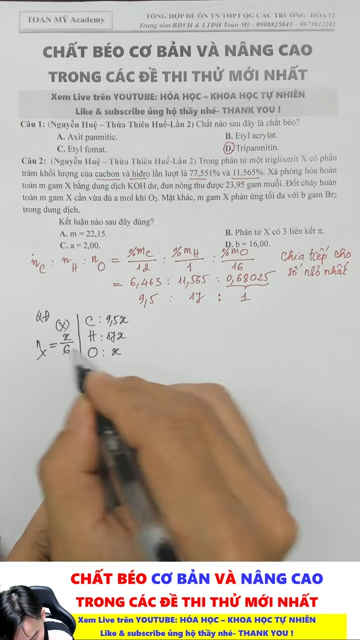 TOÁN MỸ Academy
TỔNG HỢP ĐỀ ÔN TN THPT QG CÁC TRƯỜNG- HÓA 12
Trung tâm BDVH & LTDH Toán Mỹ - 0908825845 – 0973012241
CHẤT BÉO CƠ BẢN VÀ NÂNG CAO
TRONG CÁC ĐỀ THI THỬ MỚI NHẤT
Xem Live trên YOUTUBE: HÓA HỌC – KHOA HỌC TỰ NHIÊN
Like & subscribe ủng hộ thầy nhé- THANK YOU !
Câu 1: (Nguyễn Huệ – Thừa Thiên Huế-Lần 2) Chất nào sau đây là chất béo?
A. Axit panmitic. B. Etyl acrylat.
C. Etyl fomat. D. Tripanmitin.
Câu 2: (Nguyễn Huệ – Thừa Thiên Huế-Lần 2) Trong phân tử một triglixerit X có phần
trăm khối lượng của cacbon và hidro lần lượt là 77,551% và 11,565%. Xà phòng hóa hoàn
toàn m gam X bằng dung dịch KOH dư, đun nóng thu được 23,95 gam muối. Đốt cháy hoàn
toàn m gam X cần vừa đủ a mol khí O2. Mặt khác, m gam X phản ứng tối đa với b gam Br2
trong dung dịch.
Kết luận nào sau đây đúng?
A. m = 22,15. B. Phân tử X có 3 liên kết π.
C. a = 2,00. D. b = 16,00.
nC : nH : nO = %mC/12 : %mH/1 : %mO/16 chia tiếp cho
= 6,463 : 11,565 : 0,68025 số nhỏ nhất
9,5 : 17 : 1
(X) C : 9,5x
nX = x/6 H : 17x
O : x
CHẤT BÉO CƠ BẢN VÀ NÂNG CAO
TRONG CÁC ĐỀ THI THỬ MỚI NHẤT
Xem Live trên YOUTUBE: HÓA HỌC – KHOA HỌC TỰ NHIÊN
Like & subscribe ủng hộ thầy nhé- THANK YOU !